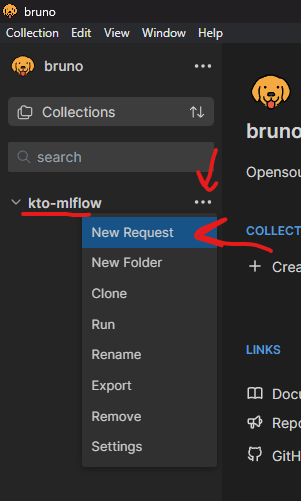 bruno
Collection Edit View Window Help
bruno
Collections
search
kto-mlflow
New Request
New Folder
Clone
Run
Rename
Export
Remove
Settings
bruno
Opensou
COLLECT
Crea
LINKS
Docu
Repo
GitH